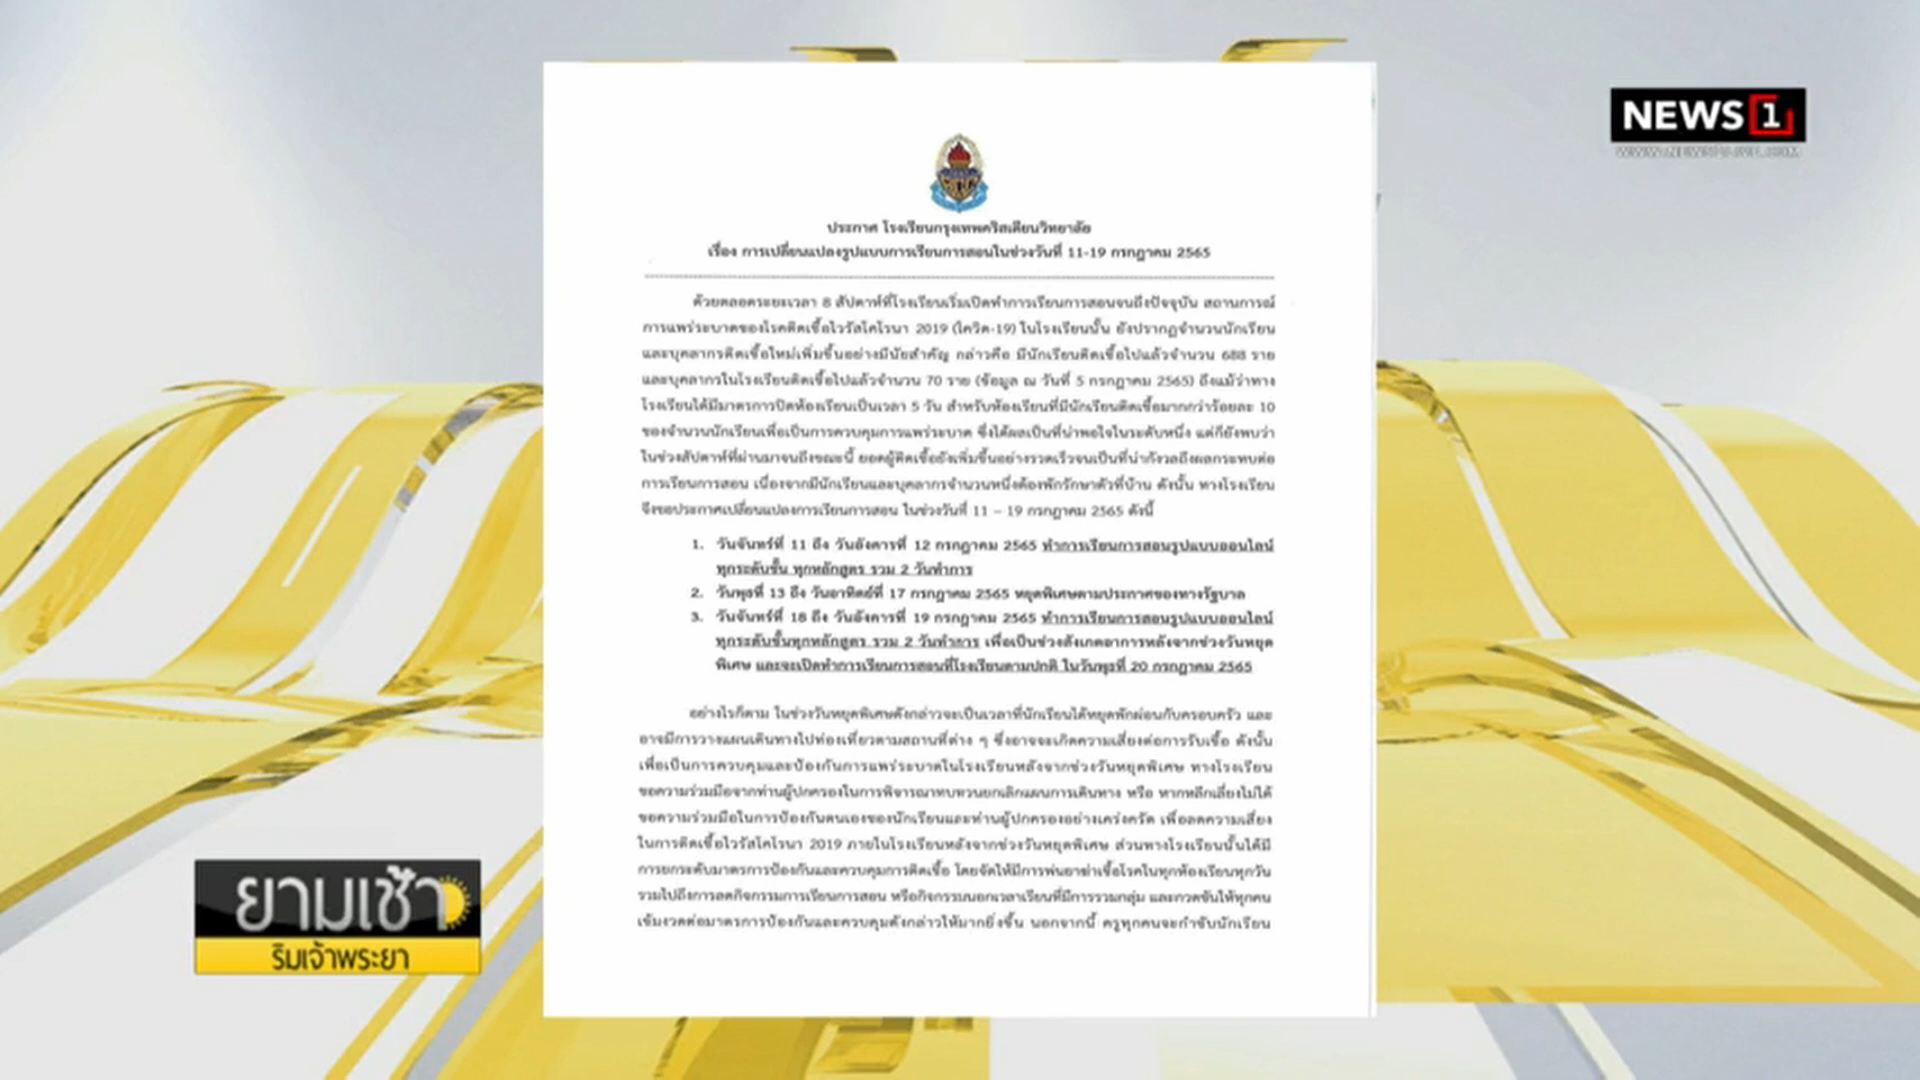 NEWS 1
ประกาศ โรงเรียนกรุงเทพคริสเตียนวิทยาลัย
เรื่อง การเปลี่ยนแปลงรูปแบบการเรียนการสอนในช่วงวันที่ 11-19 กรกฎาคม 2565
ด้วยตลอดระยะเวลา 8 สัปดาห์ที่โรงเรียนเริ่มเปิดทำการเรียนการสอนจนถึงปัจจุบัน สถานการณ์
การแพร่ระบาดของโรคติดเชื้อไวรัสโคโรนา 2019 (โควิด-19) ในโรงเรียนนั้น ยังปรากฏจำนวนนักเรียน
และบุคลากรติดเชื้อใหม่เพิ่มขึ้นอย่างมีนัยสำคัญ กล่าวคือ มีนักเรียนติดเชื้อไปแล้วจำนวน 688 ราย
และบุคลากรในโรงเรียนติดเชื้อไปแล้วจำนวน 70 ราย (ข้อมูล ณ วันที่ 5 กรกฎาคม 2565) ถึงแม้ว่าทาง
โรงเรียนได้มีมาตรการปิดห้องเรียนเป็นเวลา 5 วัน สำหรับห้องเรียนที่มีนักเรียนติดเชื้อมากกว่าร้อยละ 10
ของจำนวนนักเรียนเพื่อเป็นการควบคุมการแพร่ระบาด ซึ่งได้ผลเป็นที่น่าพอใจในระดับหนึ่ง แต่ก็ยังพบว่า
ในช่วงสัปดาห์ที่ผ่านมาจนถึงขณะนี้ ยอดผู้ติดเชื้อยังเพิ่มขึ้นอย่างรวดเร็วจนเป็นที่น่ากังวลถึงผลกระทบต่อ
การเรียนการสอน เนื่องจากมีนักเรียนและบุคลากรจำนวนหนึ่งต้องพักรักษาตัวที่บ้าน ดังนั้น ทางโรงเรียน
จึงขอประกาศเปลี่ยนแปลงการเรียนการสอน ในช่วงวันที่ 11 – 19 กรกฎาคม 2565 ดังนี้
1. วันจันทร์ที่ 11 ถึง วันอังคารที่ 12 กรกฎาคม 2565 ทำการเรียนการสอนรูปแบบออนไลน์
ทุกระดับชั้น ทุกหลักสูตร รวม 2 วันทำการ
2. วันพุธที่ 13 ถึง วันอาทิตย์ที่ 17 กรกฎาคม 2565 หยุดพิเศษตามประกาศของทางรัฐบาล
3. วันจันทร์ที่ 18 ถึง วันอังคารที่ 19 กรกฎาคม 2565 ทำการเรียนการสอนรูปแบบออนไลน์
ทุกระดับชั้นทุกหลักสูตร รวม 2 วันทำการ เพื่อเป็นช่วงสังเกตอาการหลังจากช่วงวันหยุด
พิเศษ และจะเปิดทำการเรียนการสอนที่โรงเรียนตามปกติ ในวันพุธที่ 20 กรกฎาคม 2565
อย่างไรก็ตาม ในช่วงวันหยุดพิเศษดังกล่าวจะเป็นเวลาที่นักเรียนได้หยุดพักผ่อนกับครอบครัว และ
อาจมีการวางแผนเดินทางไปท่องเที่ยวตามสถานที่ต่าง ๆ ซึ่งอาจจะเกิดความเสี่ยงต่อการรับเชื้อ ดังนั้น
เพื่อเป็นการควบคุมและป้องกันการแพร่ระบาดในโรงเรียนหลังจากช่วงวันหยุดพิเศษ ทางโรงเรียน
ขอความร่วมมือจากท่านผู้ปกครองในการพิจารณาทบทวนยกเลิกแผนการเดินทาง หรือ หากหลีกเลี่ยงไม่ได้
ขอความร่วมมือในการป้องกันตนเองของนักเรียนและท่านผู้ปกครองอย่างเคร่งครัด เพื่อลดความเสี่ยง
ในการติดเชื้อไวรัสโคโรนา 2019 ภายในโรงเรียนหลังจากช่วงวันหยุดพิเศษ ส่วนทางโรงเรียนนั้นได้มี
การยกระดับมาตรการป้องกันและควบคุมการติดเชื้อ โดยจัดให้มีการพ่นยาฆ่าเชื้อโรคในทุกห้องเรียนทุกวัน
รวมไปถึงการลดกิจกรรมการเรียนการสอน หรือกิจกรรมนอกเวลาเรียนที่มีการรวมกลุ่ม และกวดขันให้ทุกคน
เข้มงวดต่อมาตรการป้องกันและควบคุมดังกล่าวให้มากยิ่งขึ้น นอกจากนี้ ครูทุกคนจะกำชับนักเรียน
ยามเช้า
ริมเจ้าพระยา